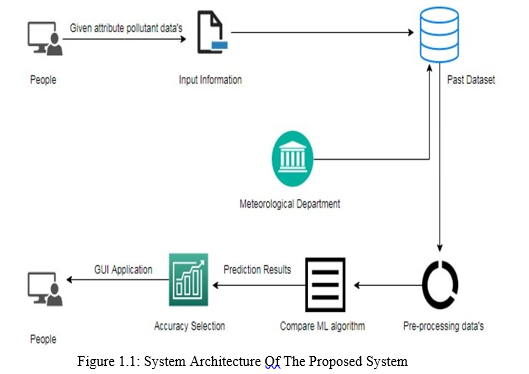 Given attribute pollutant data's
People
Input Information
Past Dataset
Meteorological Department
GUI Application
Prediction Results
People
Accuracy Selection
Compare ML algorithm
Pre-processing data's
Figure 1.1: System Architecture Of The Proposed System